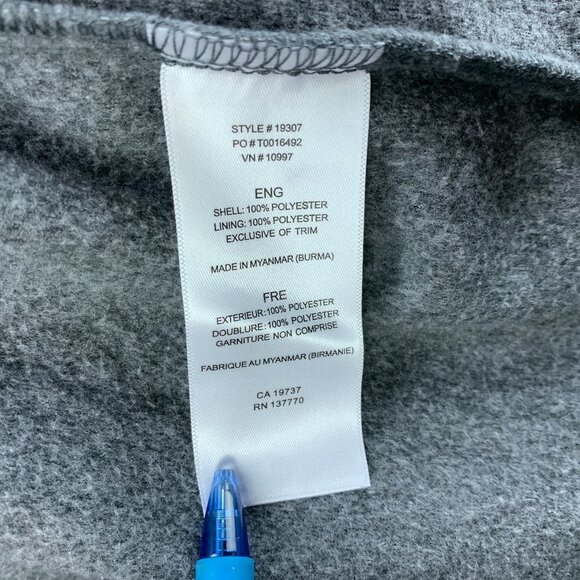 STYLE # 19307
PO # T0016492
VN # 10997
ENG
SHELL: 100% POLYESTER
LINING: 100% POLYESTER
EXCLUSIVE OF TRIM
MADE IN MYANMAR (BURMA)
FRE
EXTERIEUR: 100% POLYESTER
DOUBLURE: 100% POLYESTER
GARNITURE NON COMPRISE
FABRIQUE AU MYANMAR (BIRMANIE)
CA 19737
RN 137770